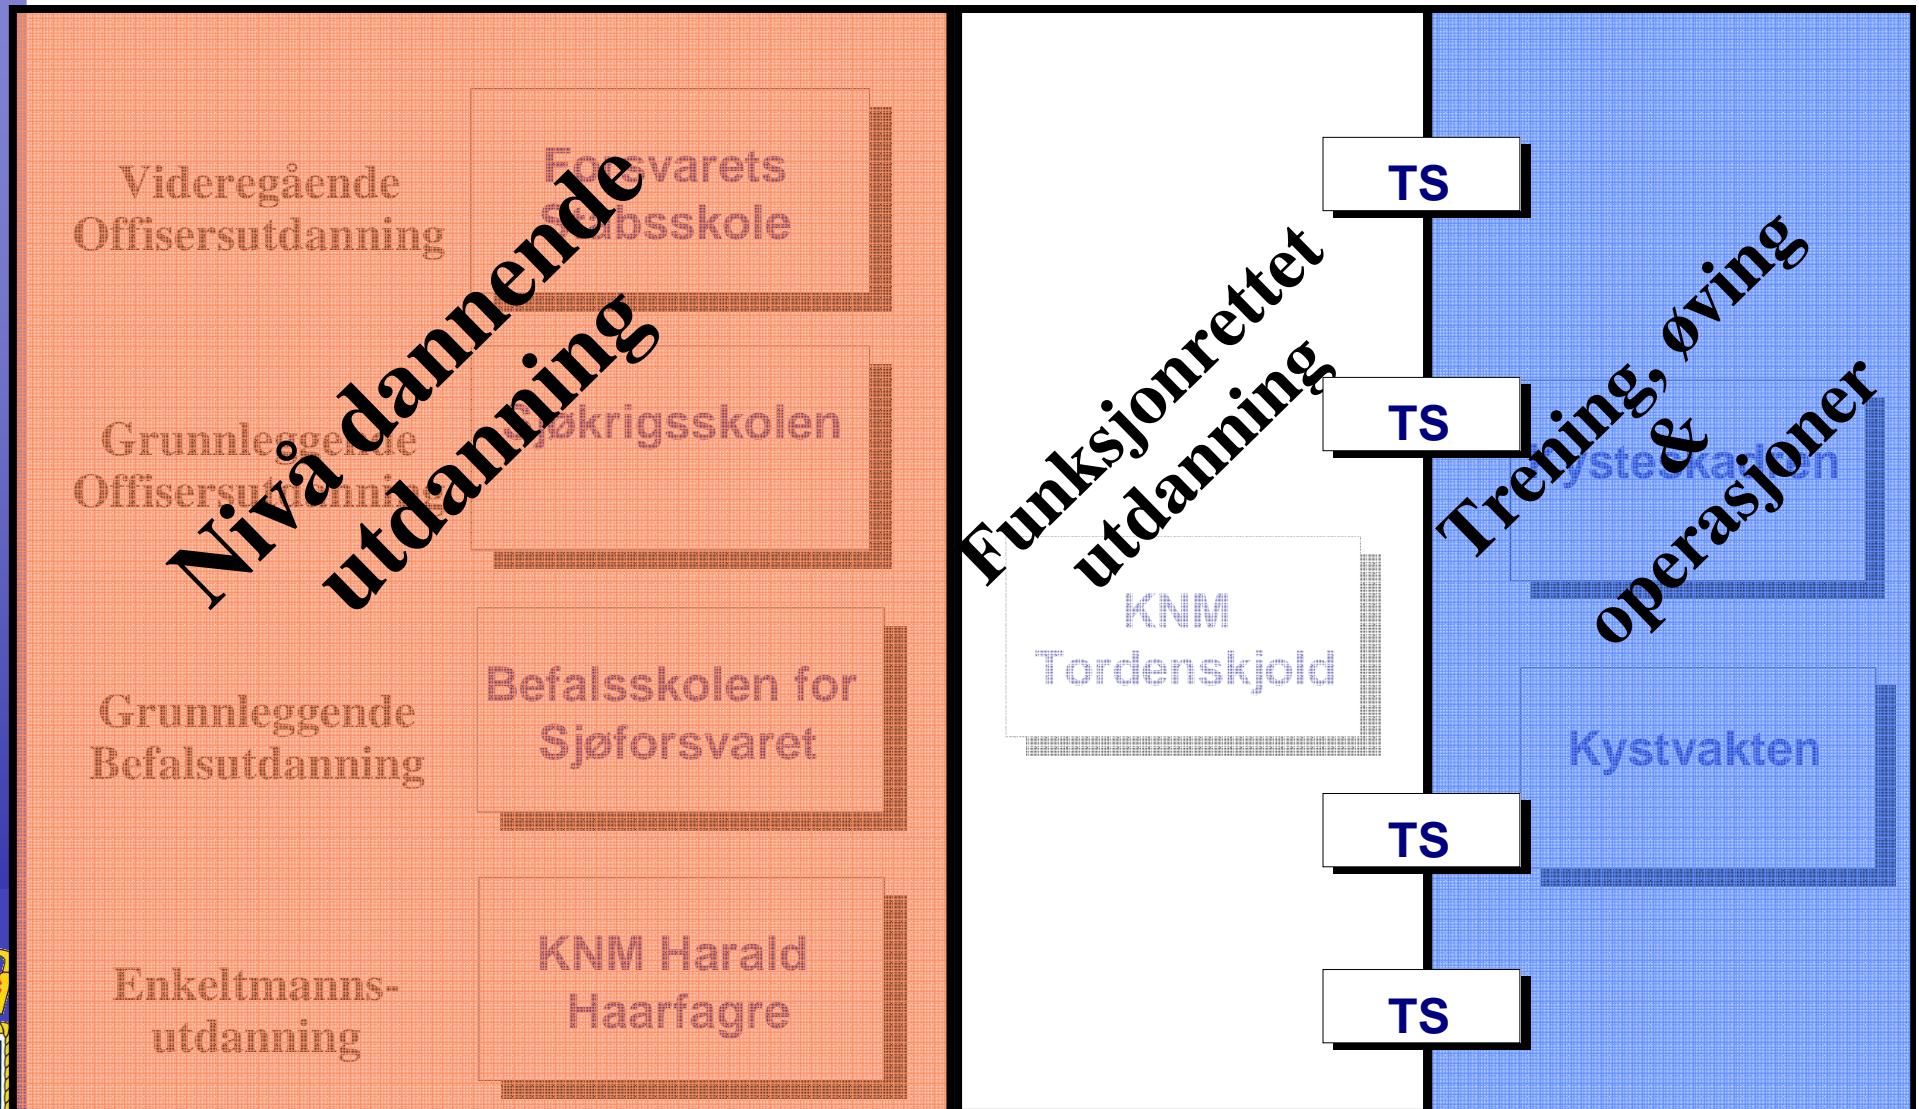 Videregående
Offisersutdanning
Forsvarets
Stabsskole
Grunnleggende
Offisersutdanning
Sjøkrigsskolen
Grunnleggende
Befalsutdanning
Befalsskolen for
Sjøforsvaret
Enkeltmanns-
utdanning
KNM Harald
Haarfagre
Nivå dannende
utdanning
Funksjonrettet
utdanning
KNM
Tordenskjold
TS
TS
TS
TS
Trening, øving
&
operasjoner
Kysteskadren
Kystvakten